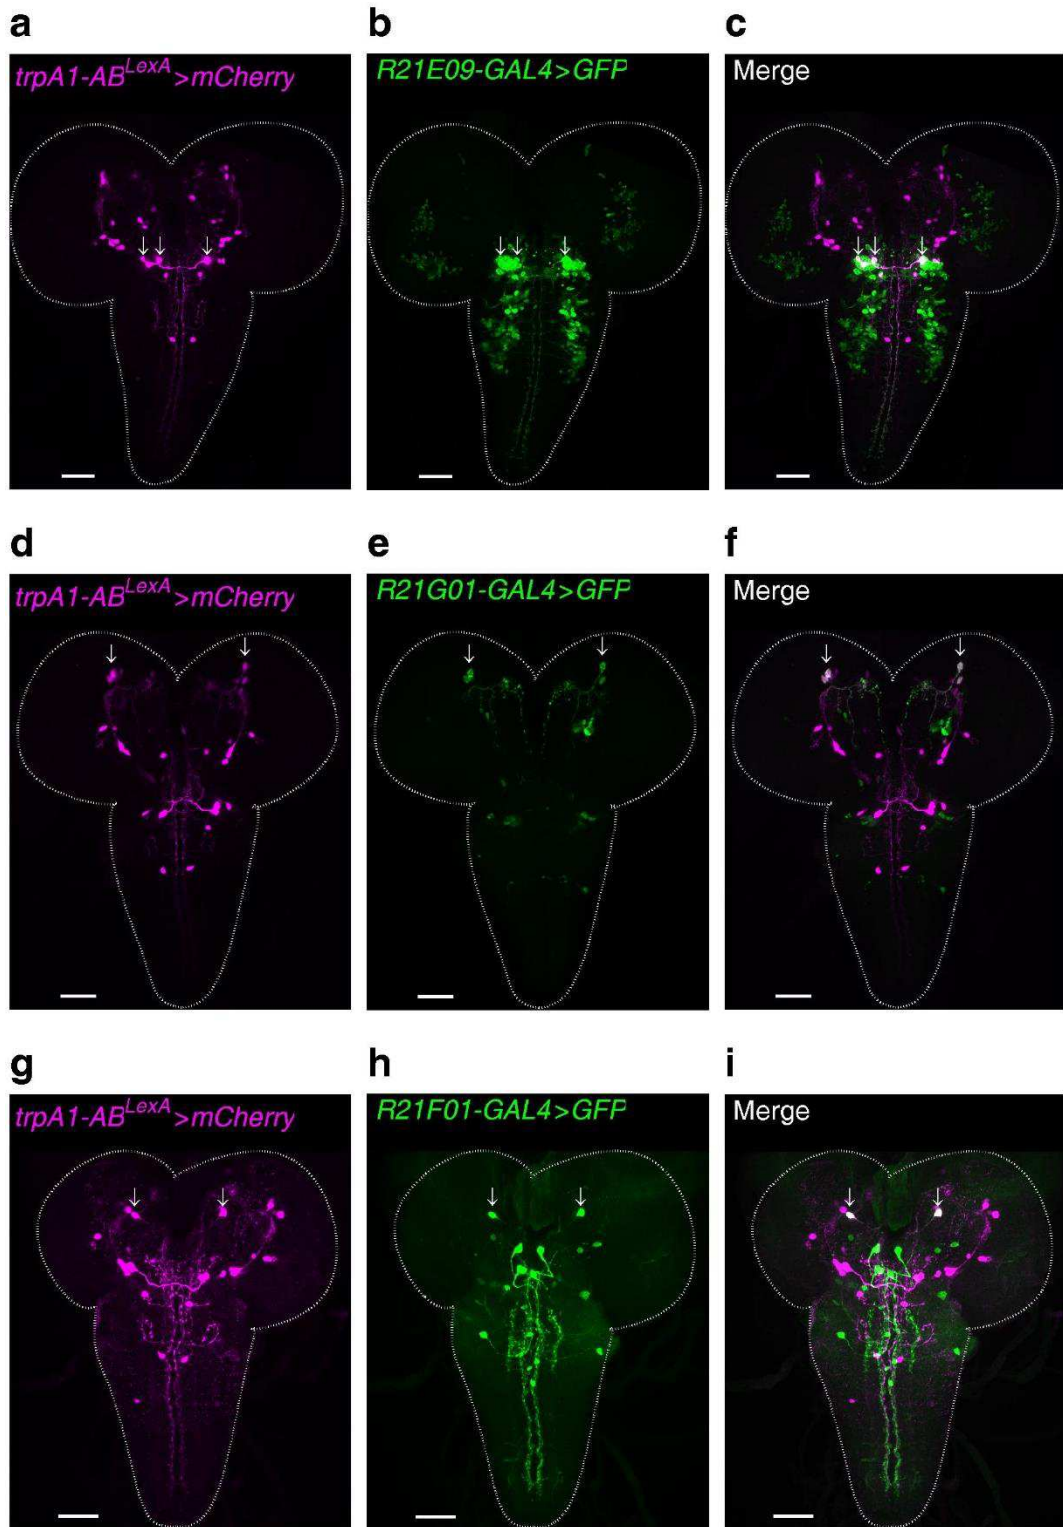 a b c
trpA1-AB^LexA>mCherry R21E09-GAL4>GFP Merge
d e f
trpA1-AB^LexA>mCherry R21G01-GAL4>GFP Merge
g h i
trpA1-AB^LexA>mCherry R21F01-GAL4>GFP Merge